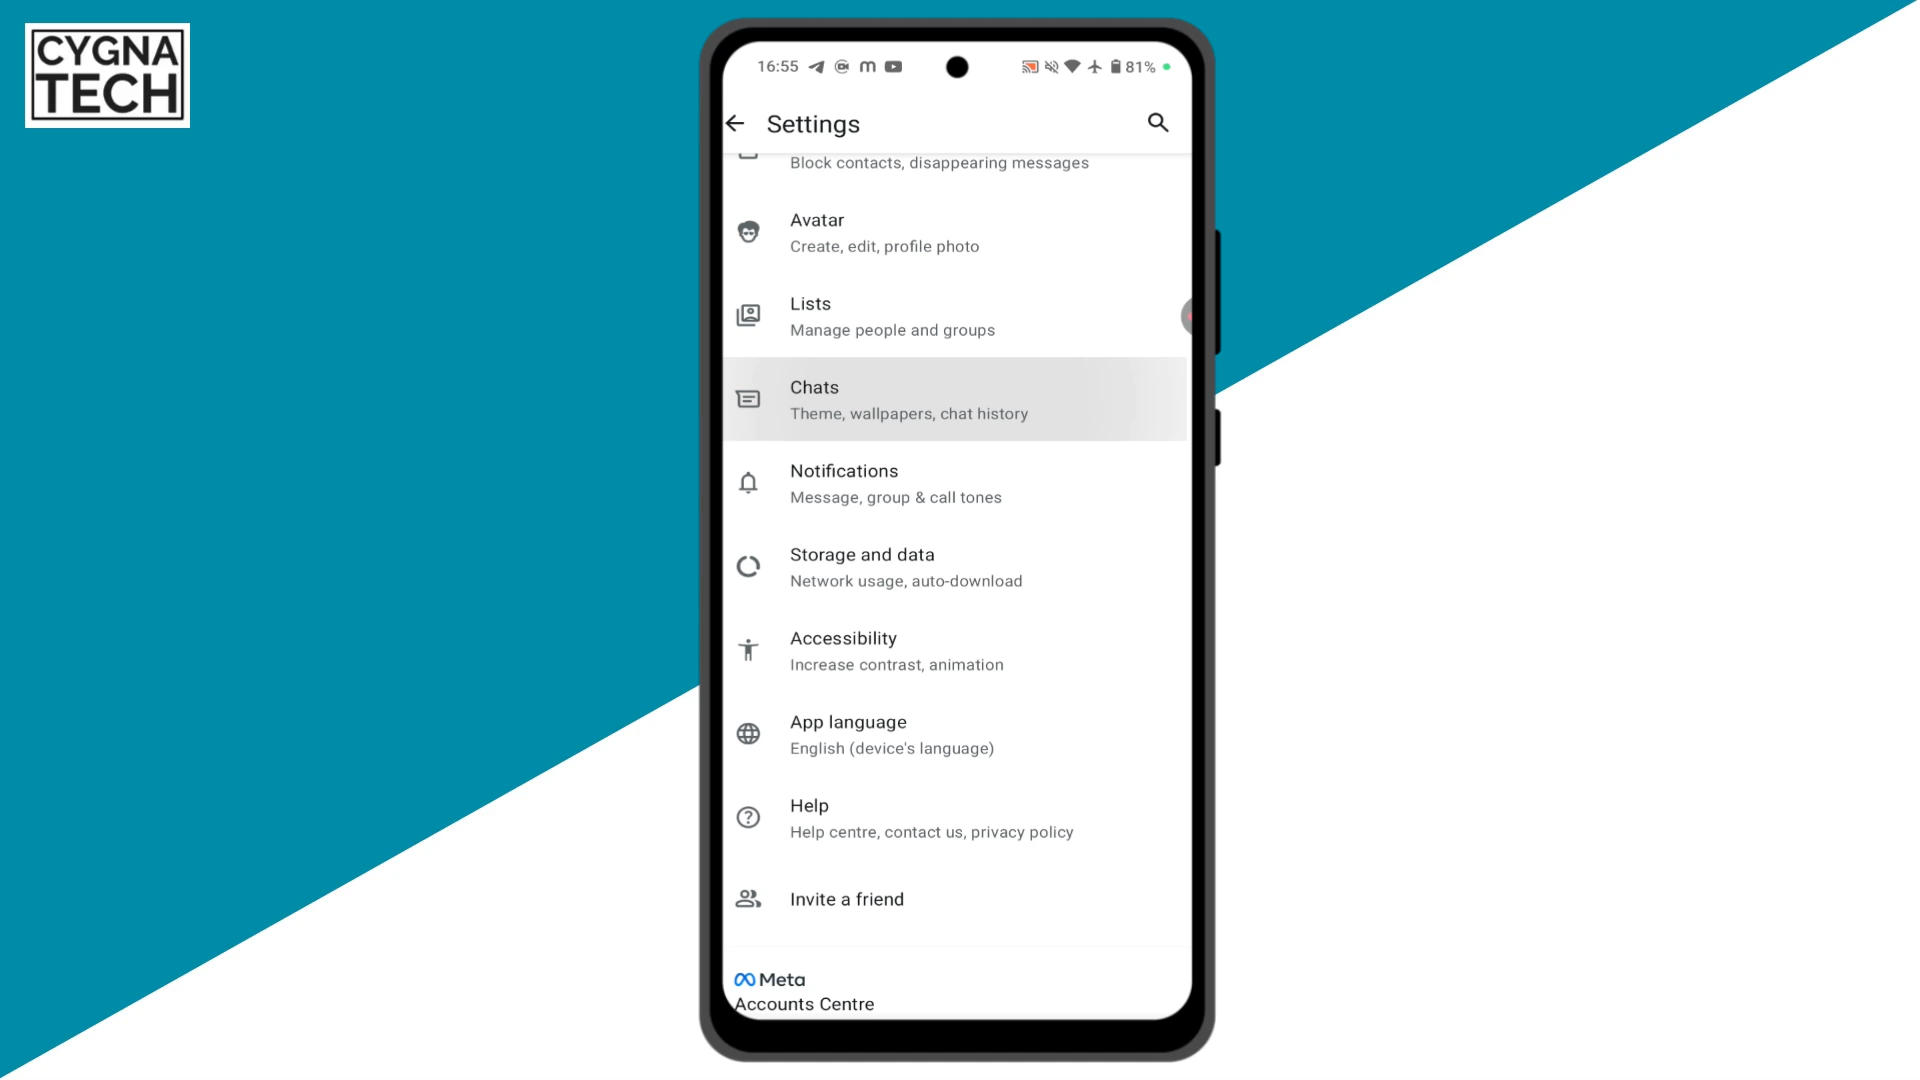 CYGNA
TECH
16:55
81%
Settings
Block contacts, disappearing messages
Avatar
Create, edit, profile photo
Lists
Manage people and groups
Chats
Theme, wallpapers, chat history
Notifications
Message, group & call tones
Storage and data
Network usage, auto-download
Accessibility
Increase contrast, animation
App language
English (device's language)
Help
Help centre, contact us, privacy policy
Invite a friend
Meta
Accounts Centre